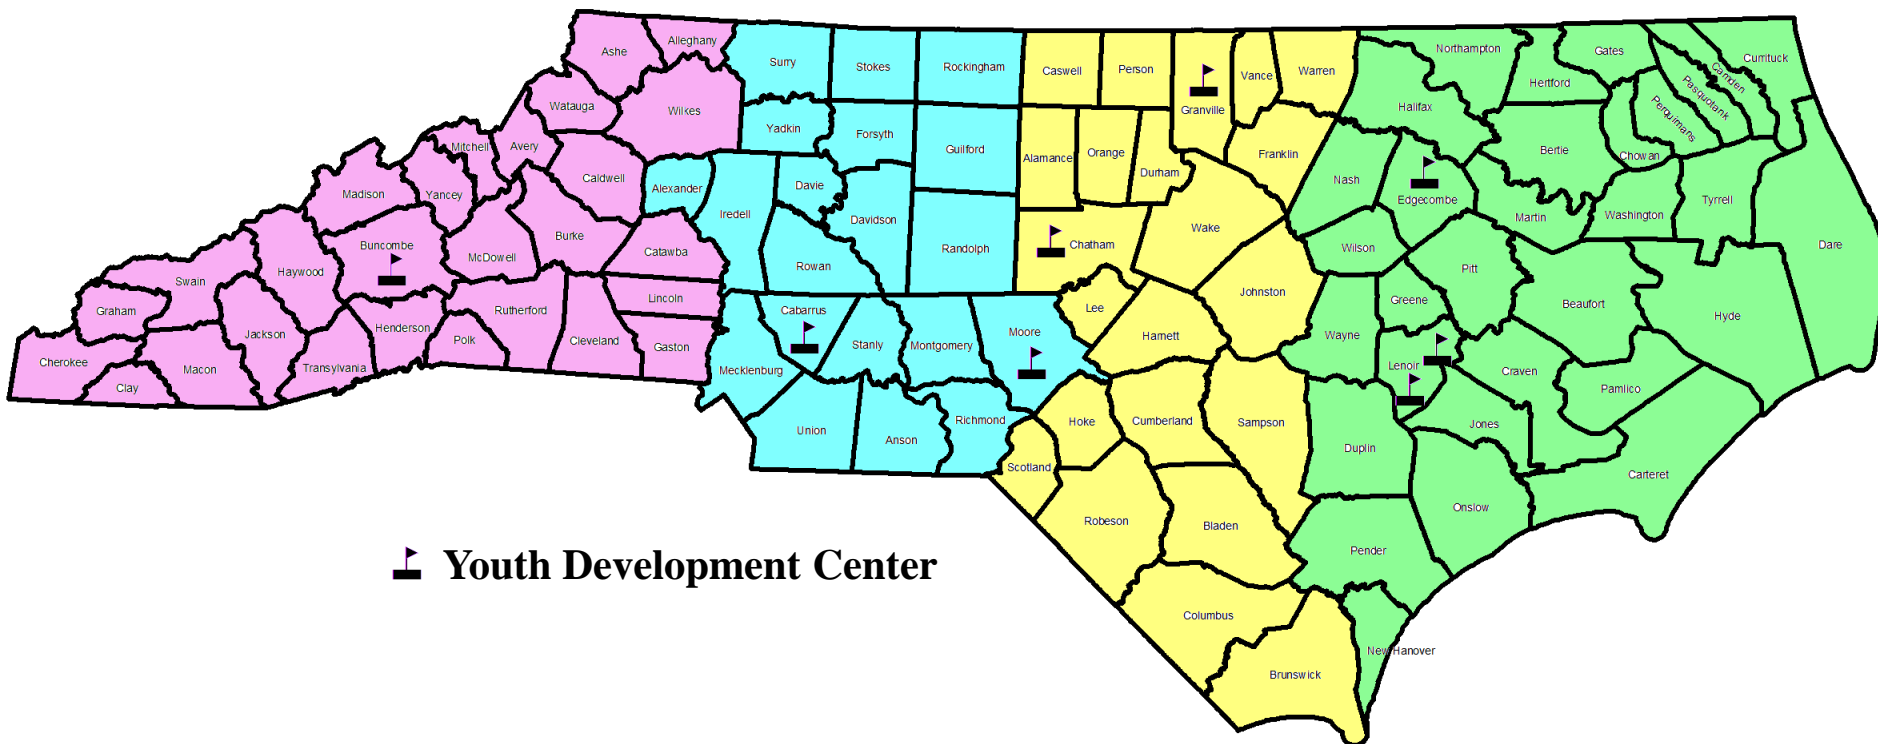 Ashe
Alleghany
Surry
Stokes
Rockingham
Caswell
Person
Granville
Vance
Warren
Northampton
Gates
Currituck
Camden
Pasquotank
Perquimans
Hertford
Halifax
Watauga
Wilkes
Yadkin
Forsyth
Guilford
Alamance
Orange
Durham
Franklin
Nash
Edgecombe
Bertie
Chowan
Mitchell
Avery
Caldwell
Alexander
Iredell
Davie
Davidson
Randolph
Chatham
Wake
Wilson
Martin
Washington
Tyrrell
Dare
Madison
Yancey
Buncombe
McDowell
Burke
Catawba
Rowan
Johnston
Greene
Pitt
Beaufort
Hyde
Swain
Haywood
Graham
Jackson
Henderson
Rutherford
Lincoln
Cabarrus
Moore
Lee
Harnett
Wayne
Lenoir
Craven
Pamlico
Cherokee
Clay
Macon
Transylvania
Polk
Cleveland
Gaston
Mecklenburg
Stanly
Montgomery
Union
Anson
Richmond
Hoke
Cumberland
Sampson
Duplin
Jones
Carteret
Scotland
Robeson
Bladen
Onslow
Pender
Columbus
Brunswick
New Hanover
Youth Development Center